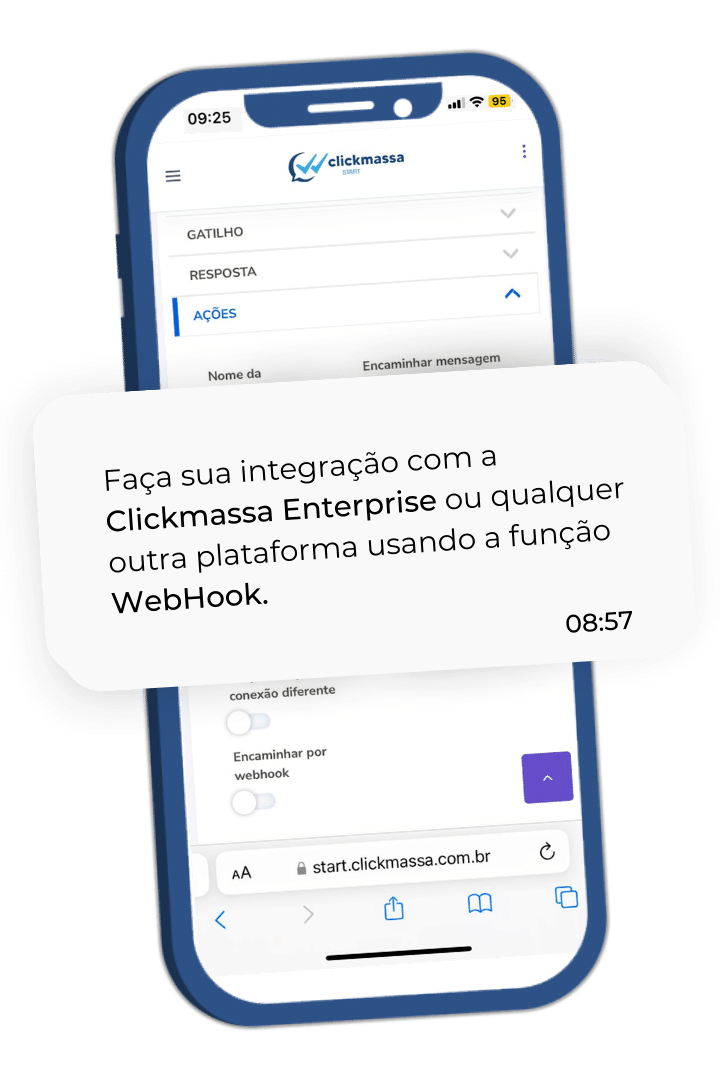 09:25
95
clickmassa
START
GATILHO
RESPOSTA
AÇÕES
Nome da
Encaminhar mensagem
Faça sua integração com a
Clickmassa Enterprise ou qualquer
outra plataforma usando a função
WebHook.
08:57
conexão diferente
Encaminhar por
webhook
AA
start.clickmassa.com.br